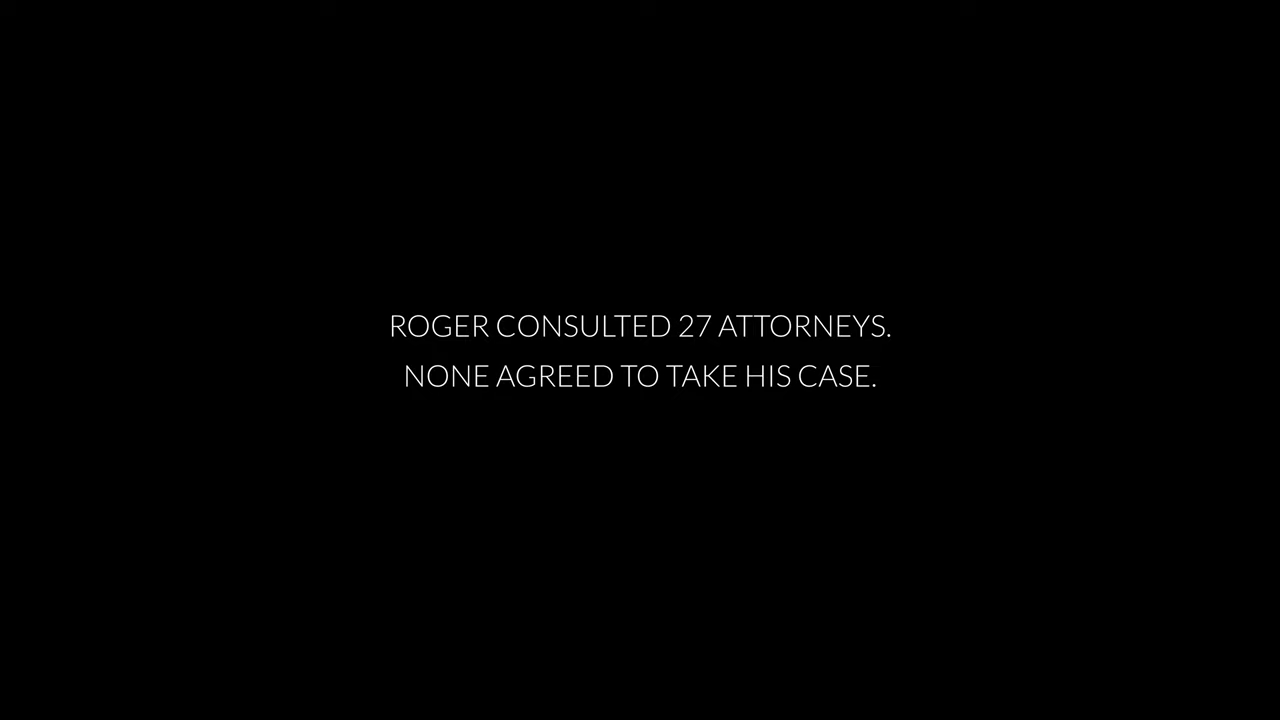 ROGER CONSULTED 27 ATTORNEYS.
NONE AGREED TO TAKE HIS CASE.